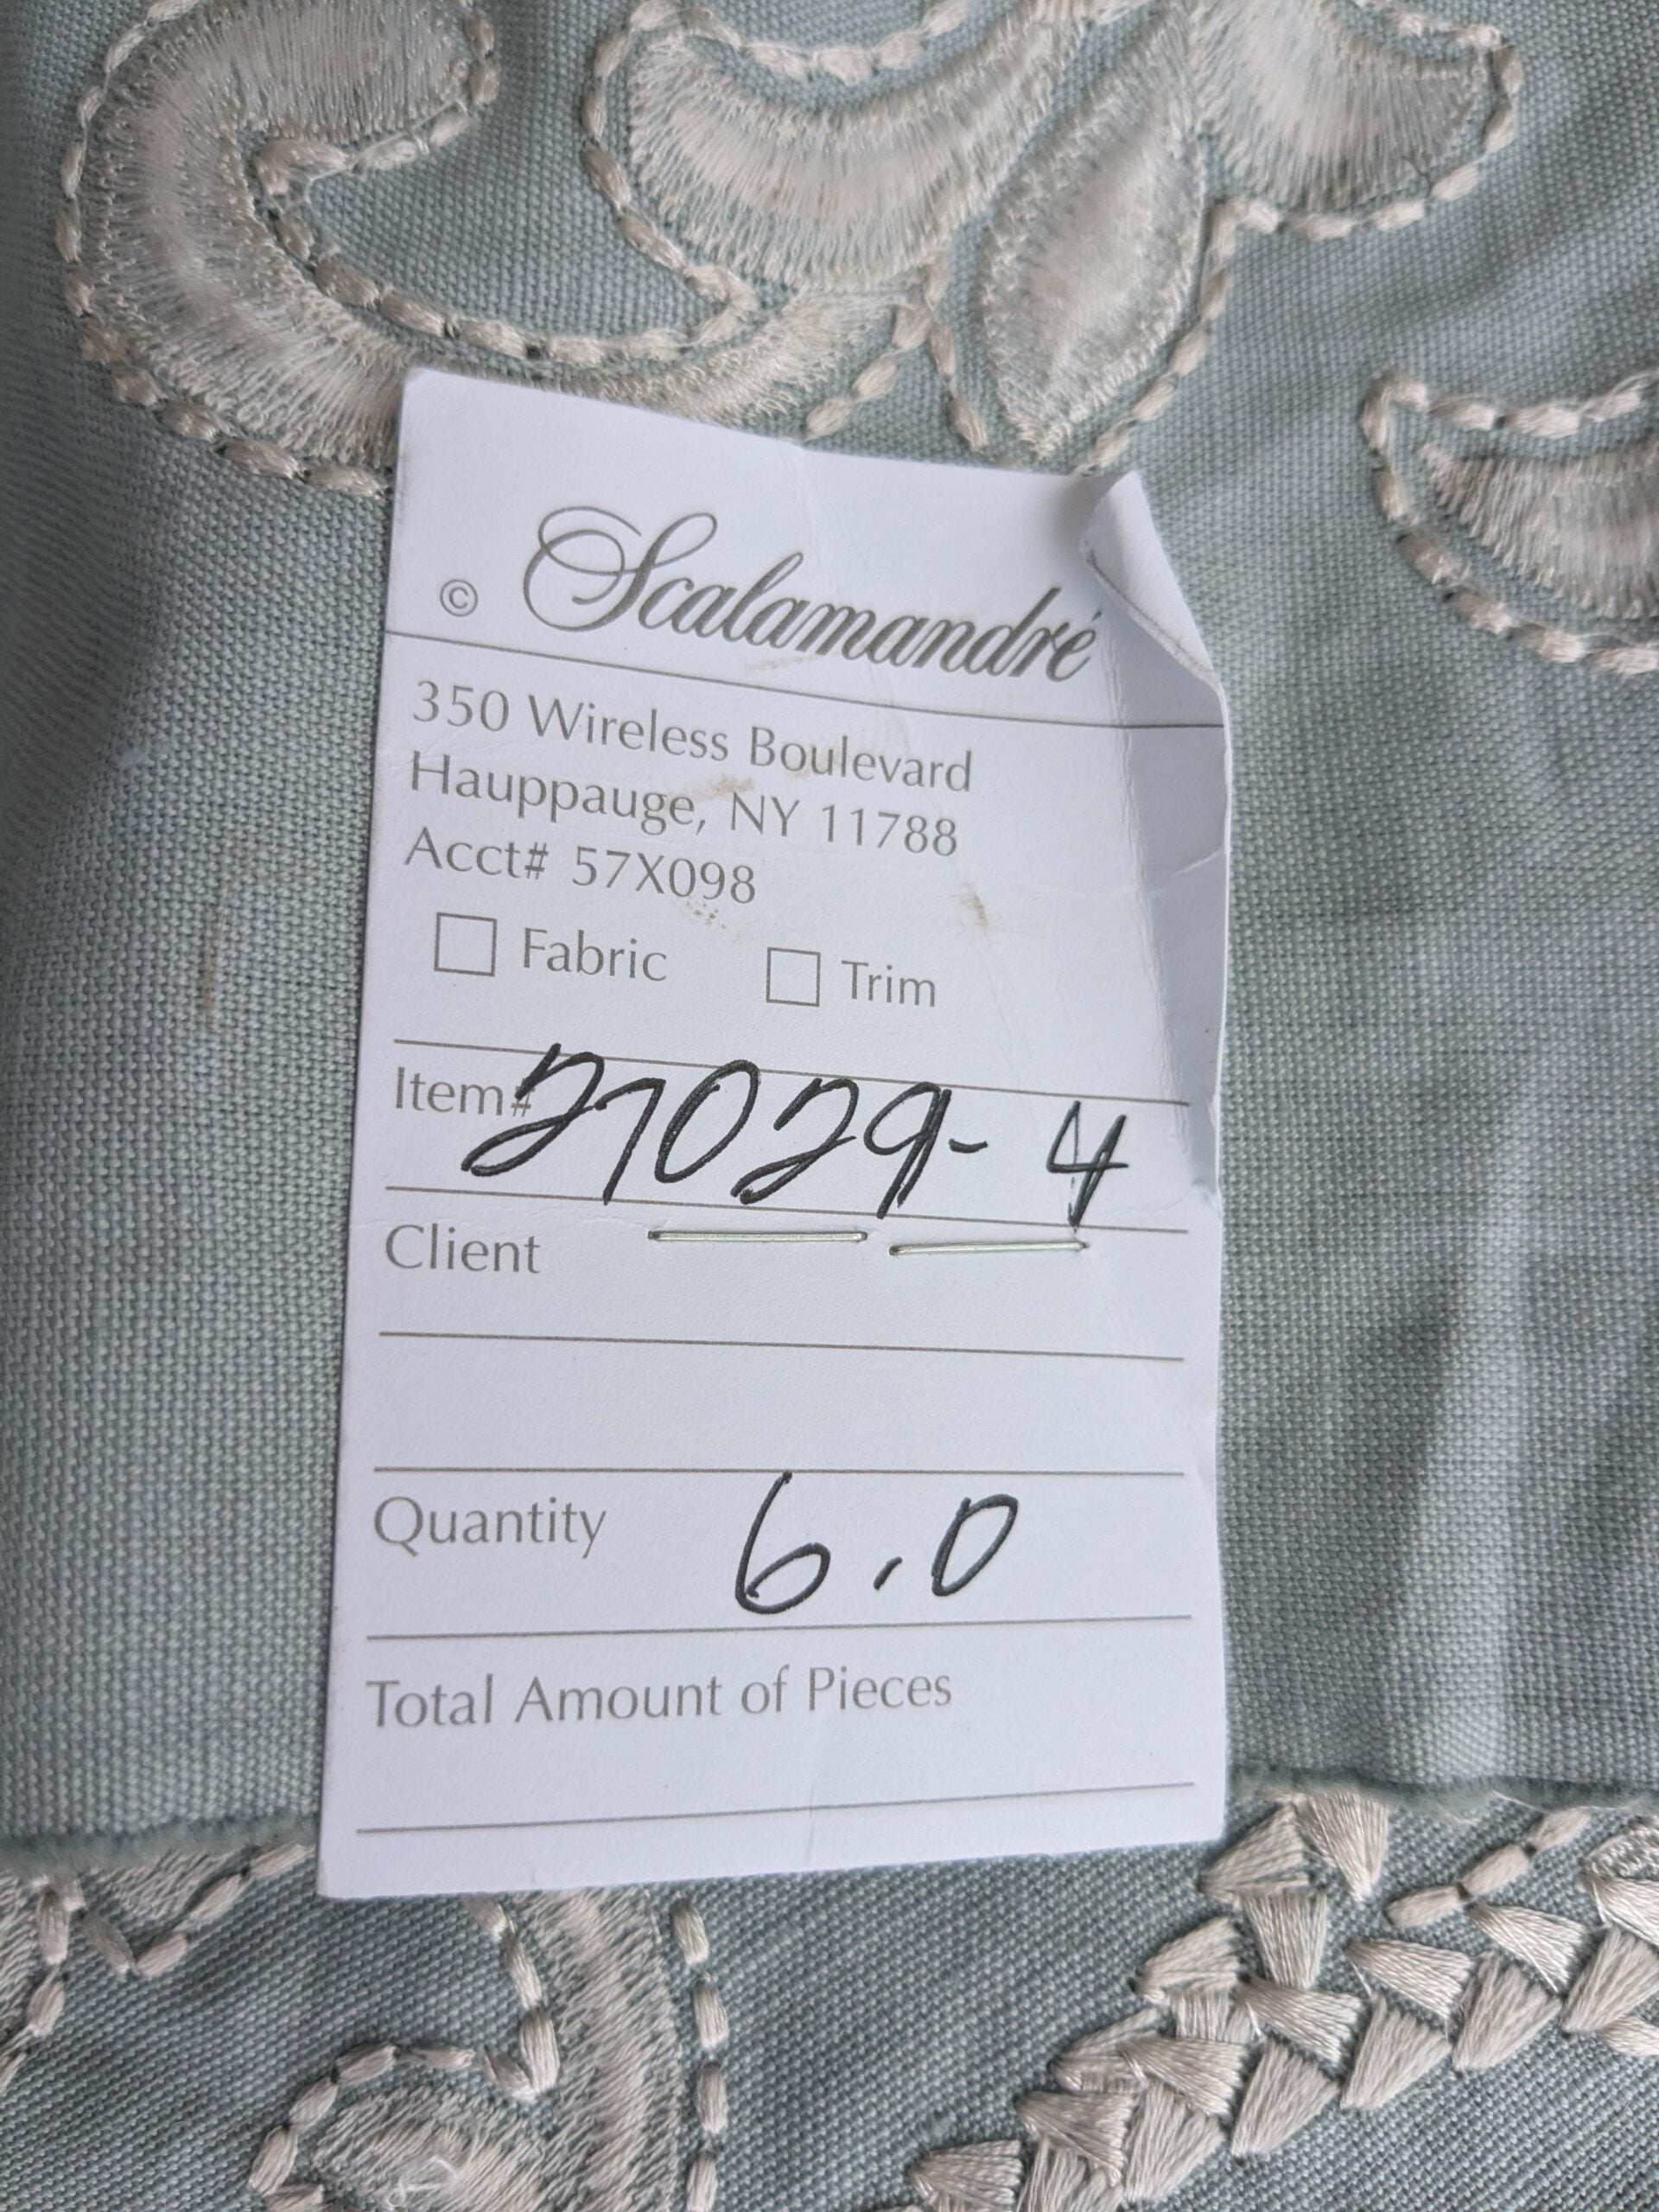 © Scalamandré
350 Wireless Boulevard
Hauppauge, NY 11788
Acct# 57X098
Fabric Trim
Item# 27029-4
Client
Quantity 6.0
Total Amount of Pieces